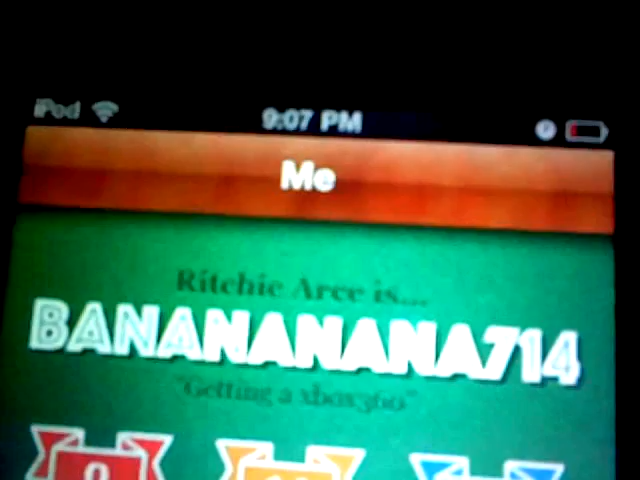 iPod 9:07 PM
Me
Ritchie Arce is...
BANANANANA714
"Getting a xbox360"